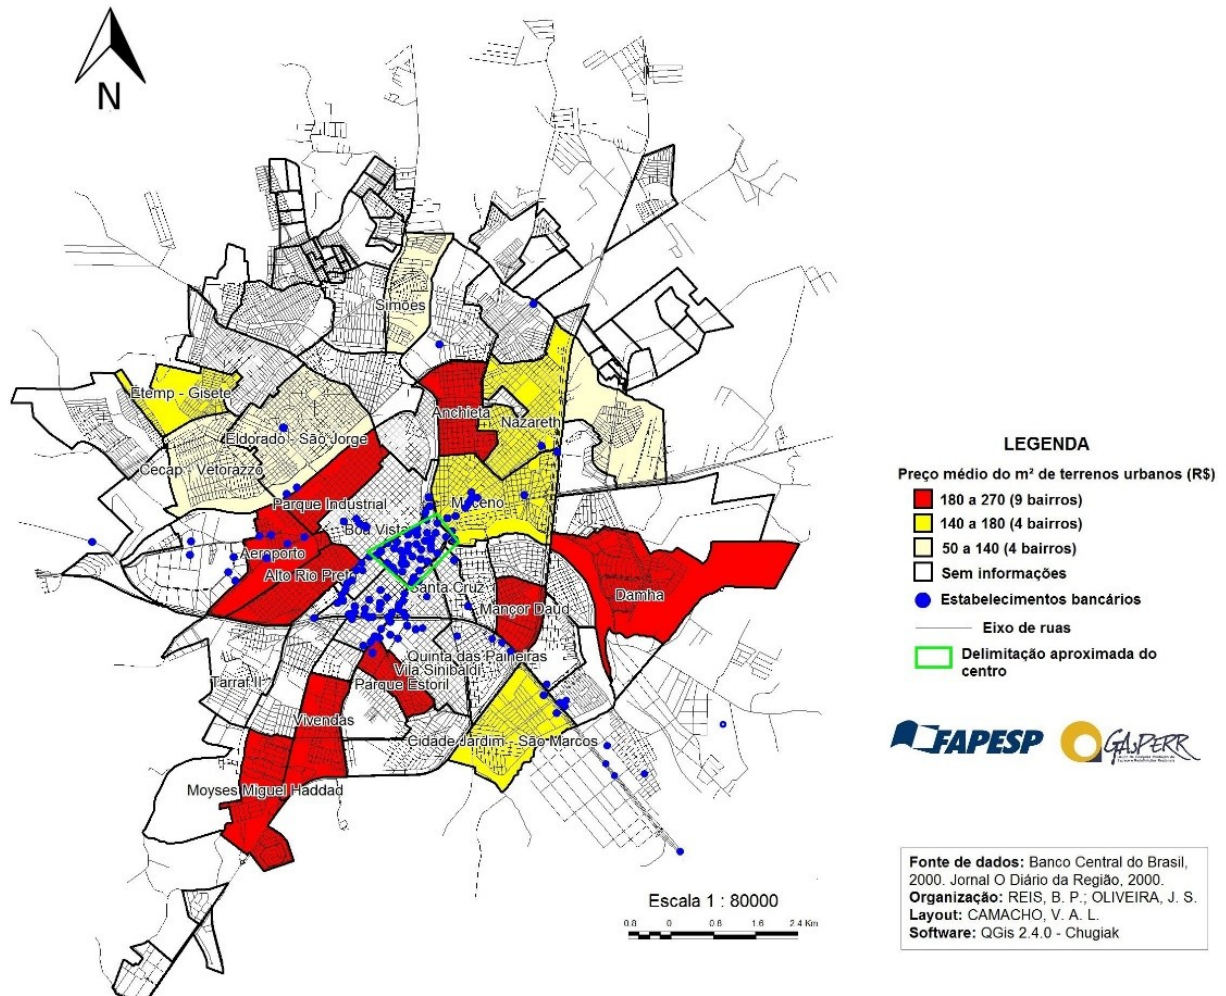 N
Simões
Etemp - Gisete
Anchieta
Nazareth
Eldorado - São Jorge
Cecap - Vetorazzo
Parque Industrial
Maceno
Boa Vista
Aeroporto
Alto Rio Preto
Santa Cruz
Mançor Daud
Damha
Quinta das Paineiras
Vila Sinibaldi
Tarraf II
Parque Estoril
Vivendas
Cidade Jardim - São Marcos
Moyses Miguel Haddad
Escala 1 : 80000
0.8 0 0.8 1.6 2.4 Km
LEGENDA
Preço médio do m² de terrenos urbanos (R$)
180 a 270 (9 bairros)
140 a 180 (4 bairros)
50 a 140 (4 bairros)
Sem informações
Estabelecimentos bancários
Eixo de ruas
Delimitação aproximada do
centro
FAPESP
GAsPERR
Fonte de dados: Banco Central do Brasil,
2000. Jornal O Diário da Região, 2000.
Organização: REIS, B. P.; OLIVEIRA, J. S.
Layout: CAMACHO, V. A. L.
Software: QGis 2.4.0 - Chugiak